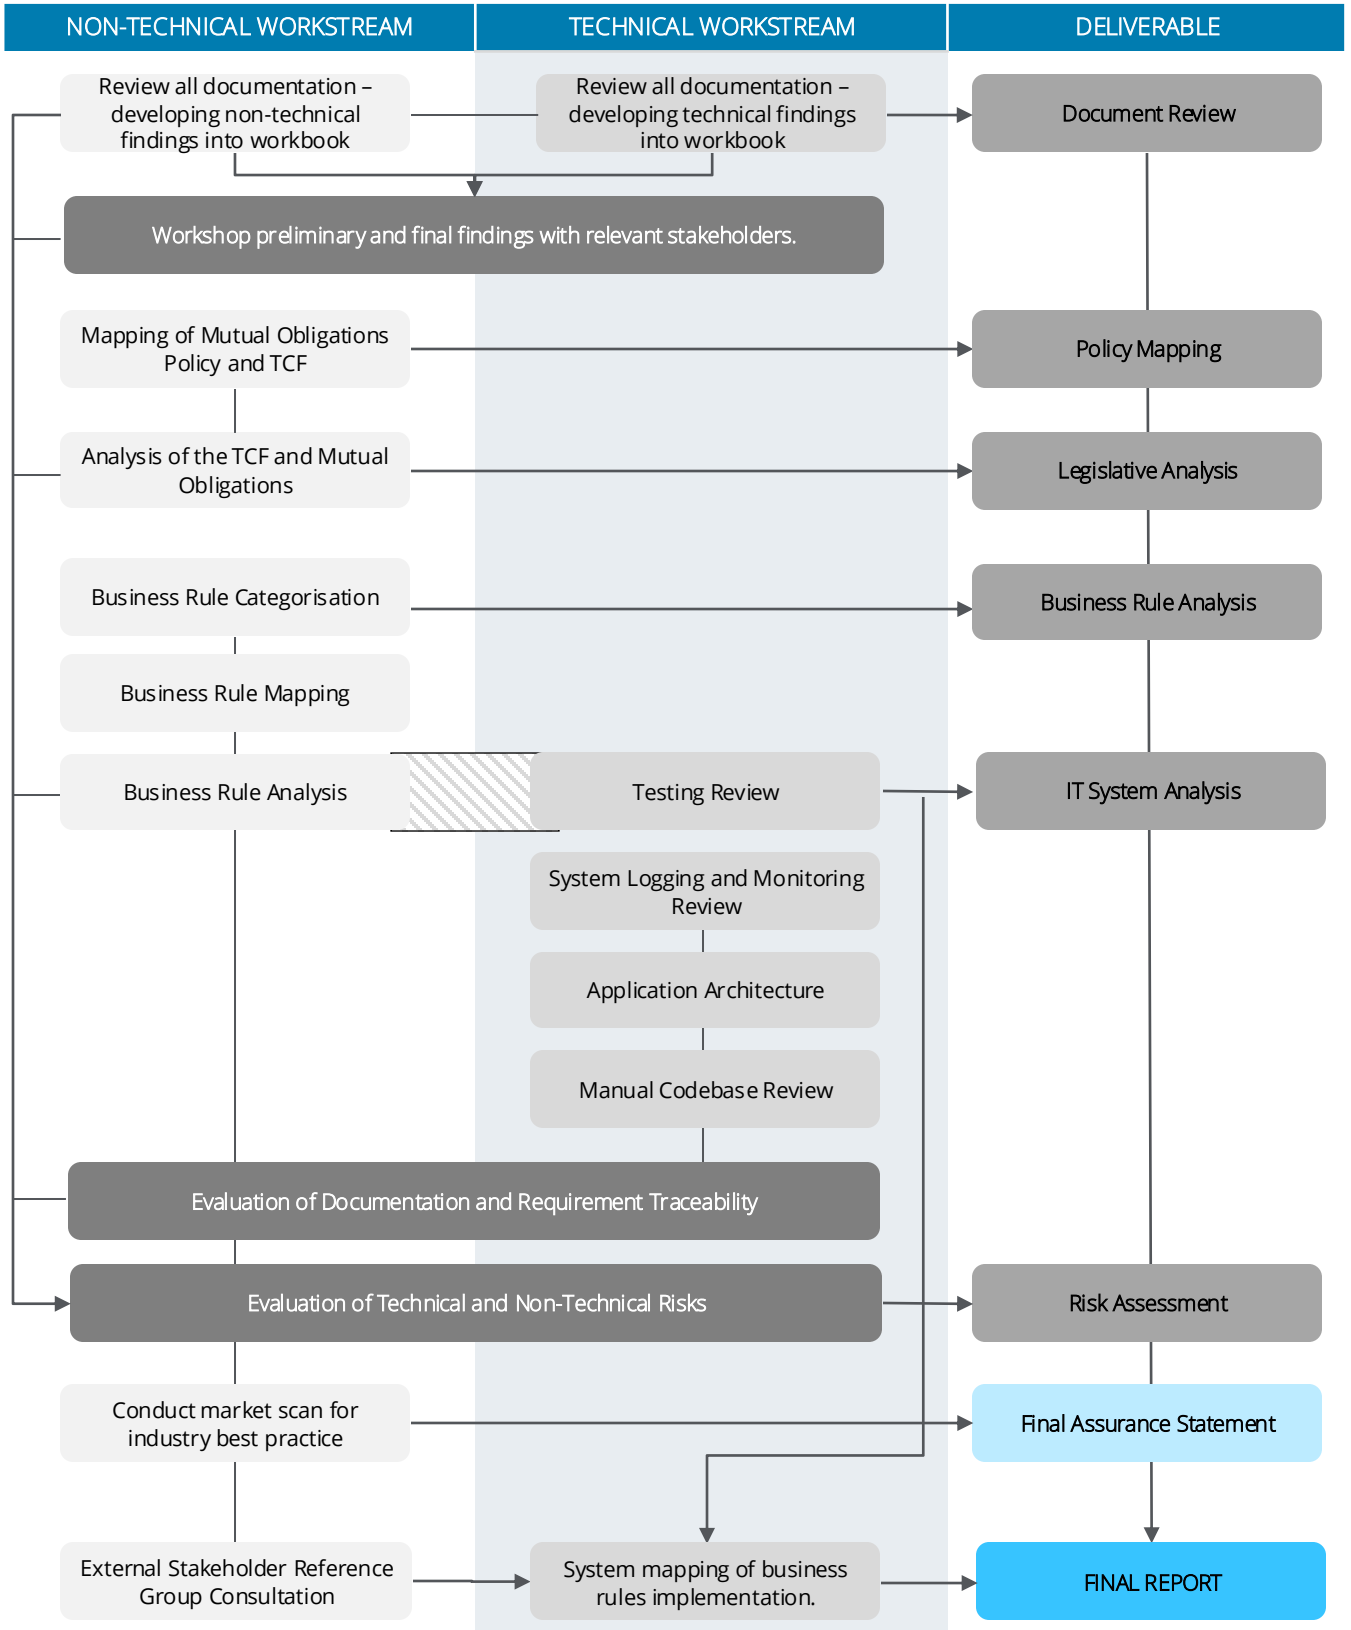 NON-TECHNICAL WORKSTREAM
TECHNICAL WORKSTREAM
DELIVERABLE
Review all documentation –
developing non-technical
findings into workbook
Review all documentation –
developing technical findings
into workbook
Document Review
Workshop preliminary and final findings with relevant stakeholders.
Mapping of Mutual Obligations
Policy and TCF
Policy Mapping
Analysis of the TCF and Mutual
Obligations
Legislative Analysis
Business Rule Categorisation
Business Rule Analysis
Business Rule Mapping
Business Rule Analysis
Testing Review
IT System Analysis
System Logging and Monitoring
Review
Application Architecture
Manual Codebase Review
Evaluation of Documentation and Requirement Traceability
Evaluation of Technical and Non-Technical Risks
Risk Assessment
Conduct market scan for
industry best practice
Final Assurance Statement
External Stakeholder Reference
Group Consultation
System mapping of business
rules implementation.
FINAL REPORT